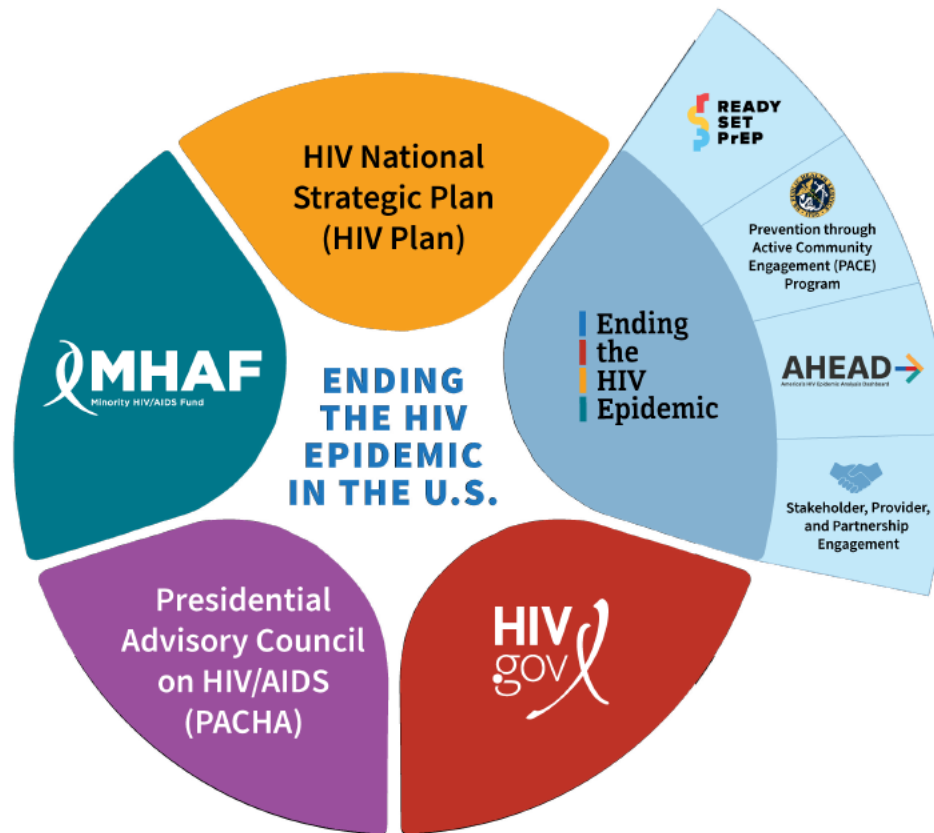 HIV National
Strategic Plan
(HIV Plan)
READY
SET
PrEP
Prevention through
Active Community
Engagement (PACE)
Program
AHEAD
America's HIV Epidemic Analysis Dashboard
Stakeholder, Provider,
and Partnership
Engagement
Ending
the
HIV
Epidemic
MHAF
Minority HIV/AIDS Fund
ENDING
THE HIV
EPIDEMIC
IN THE U.S.
Presidential
Advisory Council
on HIV/AIDS
(PACHA)
HIV
.gov